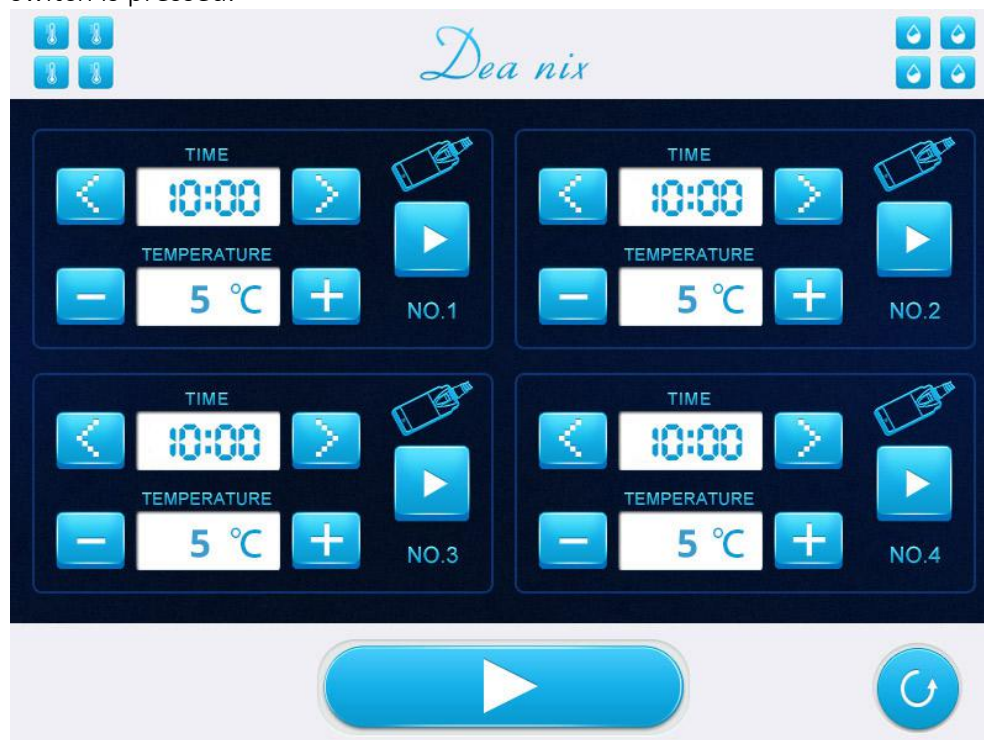 switch is pressed.
Dea nix
TIME
10:00
TEMPERATURE
5 ℃
NO.1
TIME
10:00
TEMPERATURE
5 ℃
NO.2
TIME
10:00
TEMPERATURE
5 ℃
NO.3
TIME
10:00
TEMPERATURE
5 ℃
NO.4